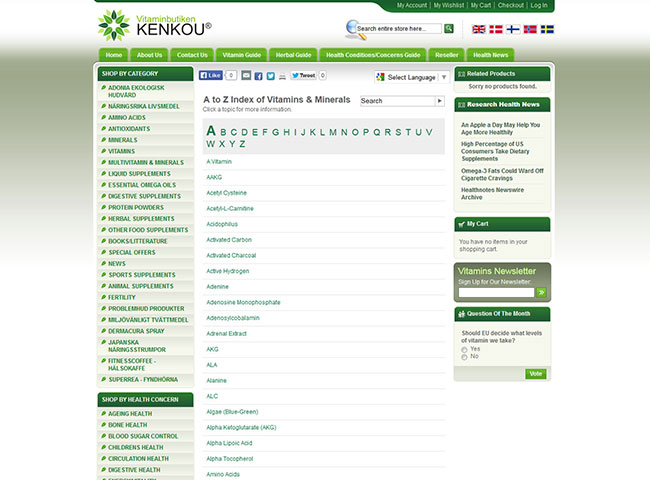 My Account | My Wishlist | My Cart | Checkout | Log In
Vitaminbutiken
KENKOU®
Search entire store here...
Home
About Us
Contact Us
Vitamin Guide
Herbal Guide
Health Conditions/Concerns Guide
Reseller
Health News
SHOP BY CATEGORY
ADONIA EKOLOGISK
HUDVÅRD
NÄRINGSRIKA LIVSMEDEL
AMINO ACIDS
ANTIOXIDANTS
MINERALS
VITAMINS
MULTIVITAMIN & MINERALS
LIQUID SUPPLEMENTS
ESSENTIAL OMEGA OILS
DIGESTIVE SUPPLEMENTS
PROTEIN POWDERS
HERBAL SUPPLEMENTS
OTHER FOOD SUPPLEMENTS
BOOKS/LITTERATURE
SPECIAL OFFERS
NEWS
SPORTS SUPPLEMENTS
ANIMAL SUPPLEMENTS
FERTILITY
PROBLEMHUD PRODUKTER
MILJÖVÄNLIGT TVÄTTMEDEL
DERMACURA SPRAY
JAPANSKA
NÄRINGSSTRUMPOR
FITNESSCOFFEE -
HÄLSOKAFFE
SUPERREA - FYNDHÖRNA
SHOP BY HEALTH CONCERN
AGEING HEALTH
BONE HEALTH
BLOOD SUGAR CONTROL
CHILDRENS HEALTH
CIRCULATION HEALTH
DIGESTIVE HEALTH
Like 0
Tweet 0
Select Language
A to Z Index of Vitamins & Minerals
Search
Click a topic for more information.
A B C D E F G H I J K L M N O P Q R S T U V
W X Y Z
A Vitamin
AAKG
Acetyl Cysteine
Acetyl-L-Carnitine
Acidophilus
Activated Carbon
Activated Charcoal
Active Hydrogen
Adenine
Adenosine Monophosphate
Adenosylcobalamin
Adrenal Extract
AKG
ALA
Alanine
ALC
Algae (Blue-Green)
Alpha Ketoglutarate (AKG)
Alpha Lipoic Acid
Alpha Tocopherol
Amino Acids
Related Products
Sorry no products found.
Research Health News
An Apple a Day May Help You
Age More Healthily
High Percentage of US
Consumers Take Dietary
Supplements
Omega-3 Fats Could Ward Off
Cigarette Cravings
Healthnotes Newswire
Archive
My Cart
You have no items in your
shopping cart.
Vitamins Newsletter
Sign Up for Our Newsletter:
Question Of The Month
Should EU decide what levels
of vitamin we take?
Yes
No
Vote